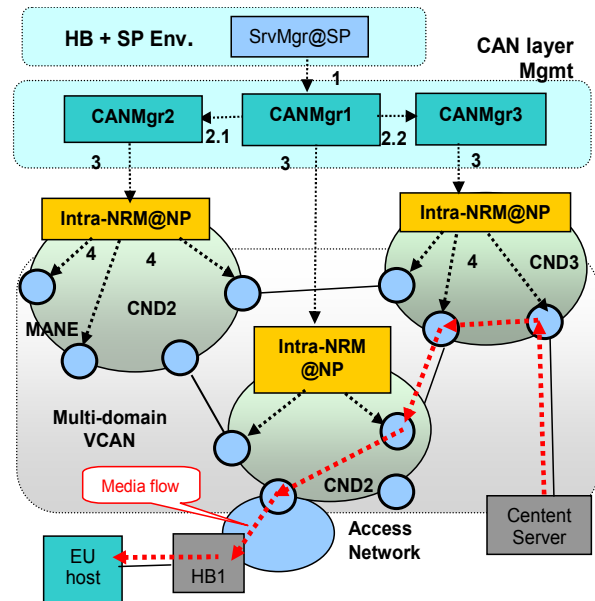 HB + SP Env.
SrvMgr@SP
CAN layer
Mgmt
1
CANMgr2
CANMgr1
CANMgr3
2.1
2.2
3
3
3
Intra-NRM@NP
Intra-NRM@NP
4
4
4
CND3
CND2
MANE
Intra-NRM
@NP
Multi-domain
VCAN
CND2
Media flow
Access
Network
Centent
Server
EU
host
HB1